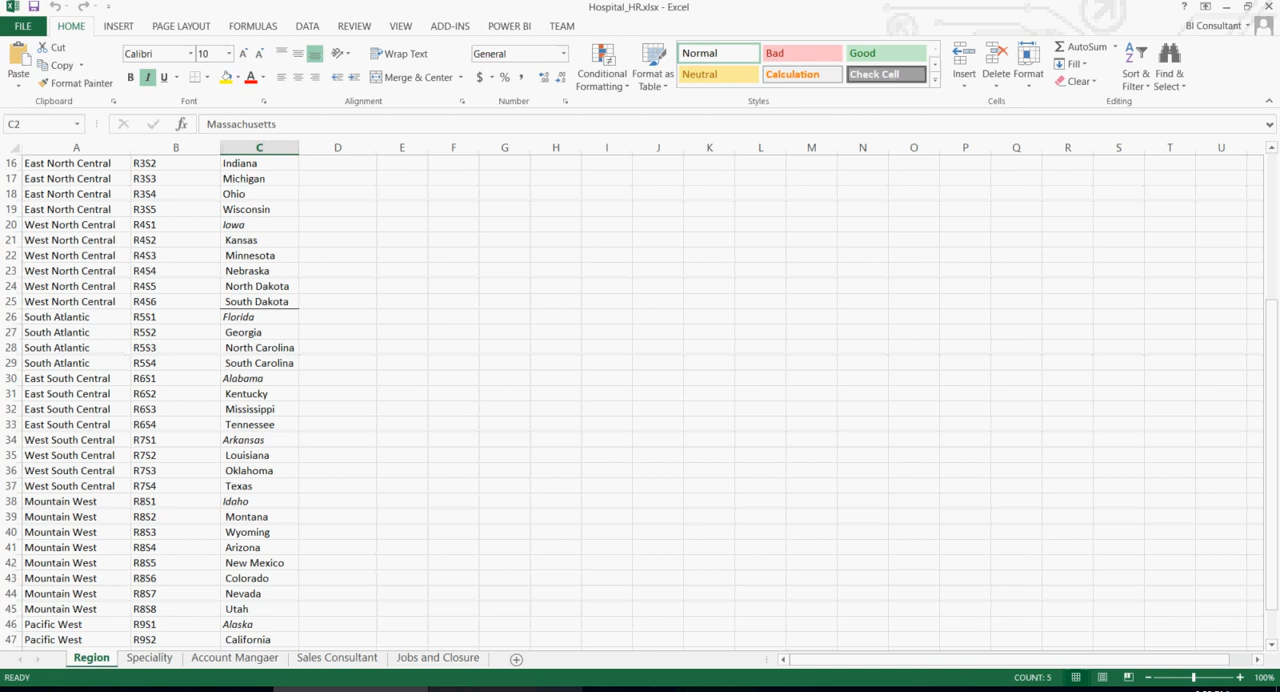 Hospital_HR.xlsx - Excel
FILE HOME INSERT PAGE LAYOUT FORMULAS DATA REVIEW VIEW ADD-INS POWER BI TEAM BI Consultant
Cut
Copy
Format Painter
Paste
Clipboard
Calibri 10
B I U
Font
Wrap Text
Merge & Center
Alignment
General
$ % ,
Number
Conditional Formatting
Format as Table
Normal Bad Good
Neutral Calculation Check Cell
Styles
Insert Delete Format
Cells
AutoSum
Fill
Clear
Sort & Filter
Find & Select
Editing
C2 fx Massachusetts
A B C D E F G H I J K L M N O P Q R S T U
16 East North Central R3S2 Indiana
17 East North Central R3S3 Michigan
18 East North Central R3S4 Ohio
19 East North Central R3S5 Wisconsin
20 West North Central R4S1 Iowa
21 West North Central R4S2 Kansas
22 West North Central R4S3 Minnesota
23 West North Central R4S4 Nebraska
24 West North Central R4S5 North Dakota
25 West North Central R4S6 South Dakota
26 South Atlantic R5S1 Florida
27 South Atlantic R5S2 Georgia
28 South Atlantic R5S3 North Carolina
29 South Atlantic R5S4 South Carolina
30 East South Central R6S1 Alabama
31 East South Central R6S2 Kentucky
32 East South Central R6S3 Mississippi
33 East South Central R6S4 Tennessee
34 West South Central R7S1 Arkansas
35 West South Central R7S2 Louisiana
36 West South Central R7S3 Oklahoma
37 West South Central R7S4 Texas
38 Mountain West R8S1 Idaho
39 Mountain West R8S2 Montana
40 Mountain West R8S3 Wyoming
41 Mountain West R8S4 Arizona
42 Mountain West R8S5 New Mexico
43 Mountain West R8S6 Colorado
44 Mountain West R8S7 Nevada
45 Mountain West R8S8 Utah
46 Pacific West R9S1 Alaska
47 Pacific West R9S2 California
Region Speciality Account Mangaer Sales Consultant Jobs and Closure
READY COUNT: 5 100%